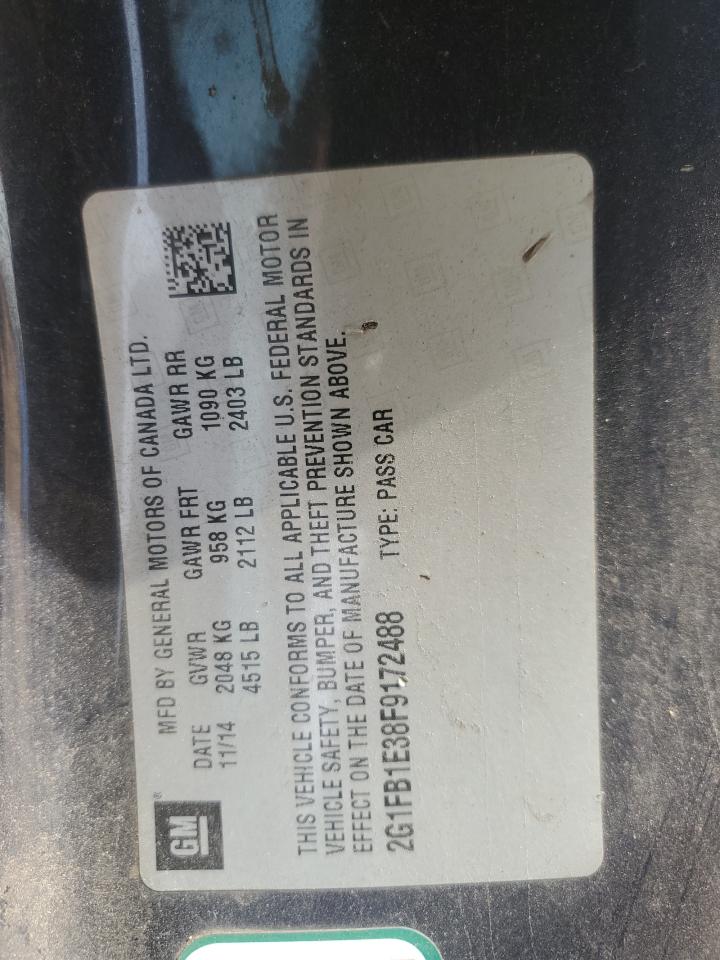 GM ®
MFD BY GENERAL MOTORS OF CANADA LTD.
DATE GVWR GAWR FRT GAWR RR
11/14 2048 KG 958 KG 1090 KG
4515 LB 2112 LB 2403 LB
THIS VEHICLE CONFORMS TO ALL APPLICABLE U.S. FEDERAL MOTOR
VEHICLE SAFETY, BUMPER, AND THEFT PREVENTION STANDARDS IN
EFFECT ON THE DATE OF MANUFACTURE SHOWN ABOVE.
2G1FB1E38F9172488 TYPE: PASS CAR